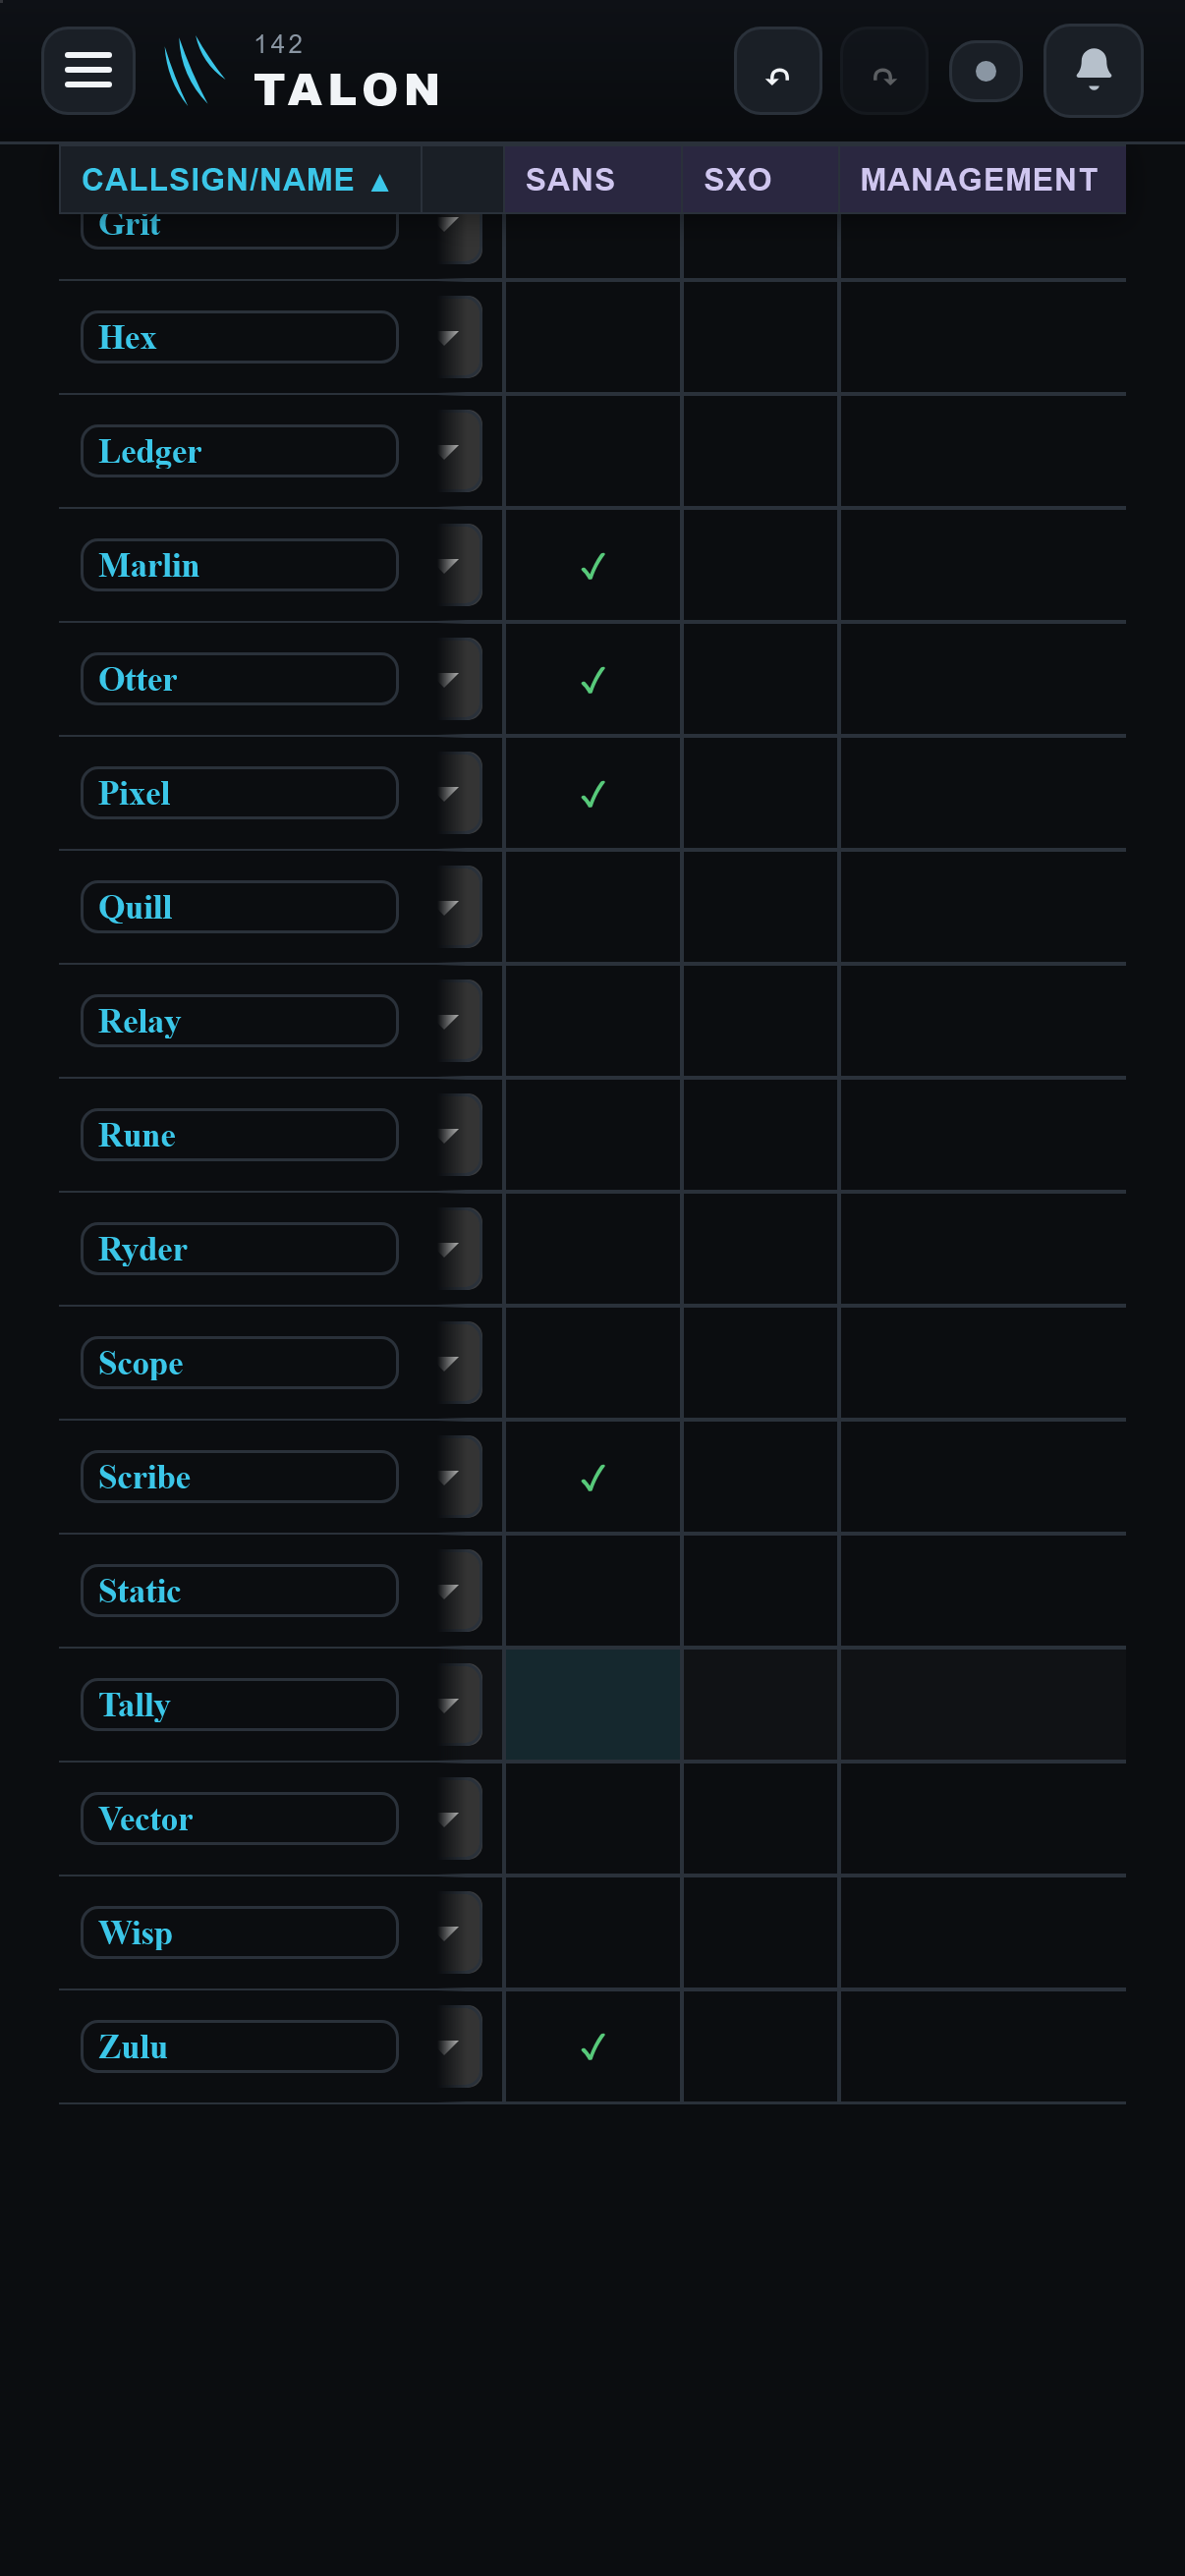 142
TALON
CALLSIGN/NAME ▲ SANS SXO MANAGEMENT
Grit
Hex
Ledger
Marlin ✓
Otter ✓
Pixel ✓
Quill
Relay
Rune
Ryder
Scope
Scribe ✓
Static
Tally
Vector
Wisp
Zulu ✓